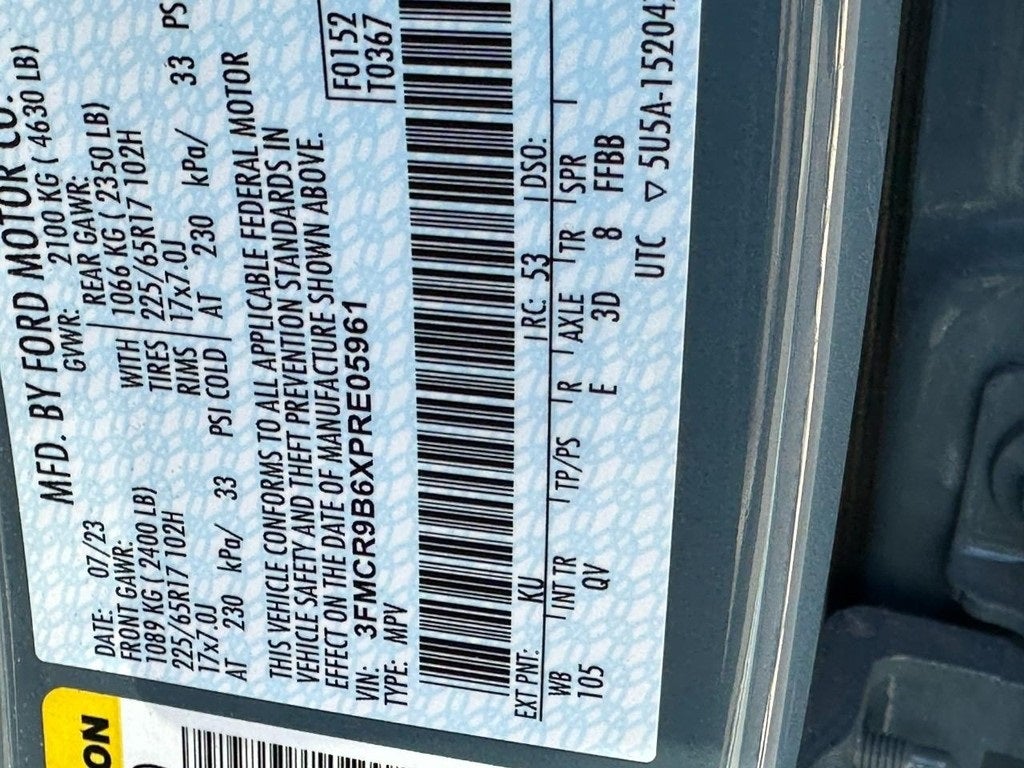 MFD. BY FORD MOTOR CO.
DATE: 07/23 GVWR: 2100 KG ( 4630 LB)
FRONT GAWR: REAR GAWR:
1089 KG ( 2400 LB) WITH 1066 KG ( 2350 LB)
225/65R17 102H TIRES 225/65R17 102H
17x7.0J RIMS 17x7.0J
AT 230 kPa/ 33 PSI COLD AT 230 kPa/ 33 PS
THIS VEHICLE CONFORMS TO ALL APPLICABLE FEDERAL MOTOR
VEHICLE SAFETY AND THEFT PREVENTION STANDARDS IN
EFFECT ON THE DATE OF MANUFACTURE SHOWN ABOVE.
F0152
T0367
VIN: 3FMCR9B6XPRE05961
TYPE: MPV
EXT PNT: KU RC: 53 DSO:
WB INT TR TP/PS R AXLE TR SPR
105 QV E 3D 8 FFBB
UTC ▽ 5U5A-15204
ON